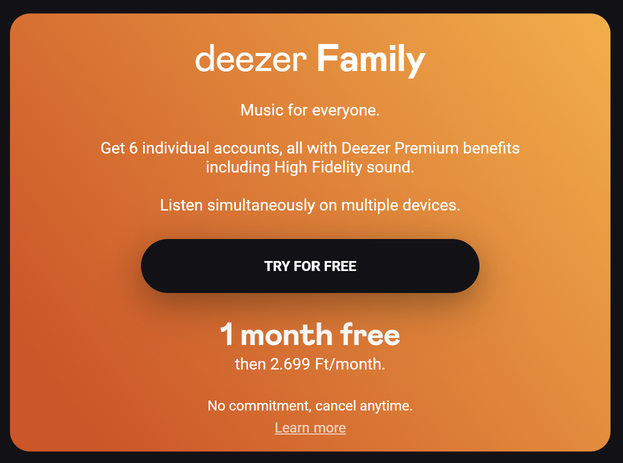 deezer Family
Music for everyone.
Get 6 individual accounts, all with Deezer Premium benefits
including High Fidelity sound.
Listen simultaneously on multiple devices.
TRY FOR FREE
1 month free
then 2.699 Ft/month.
No commitment, cancel anytime.
Learn more